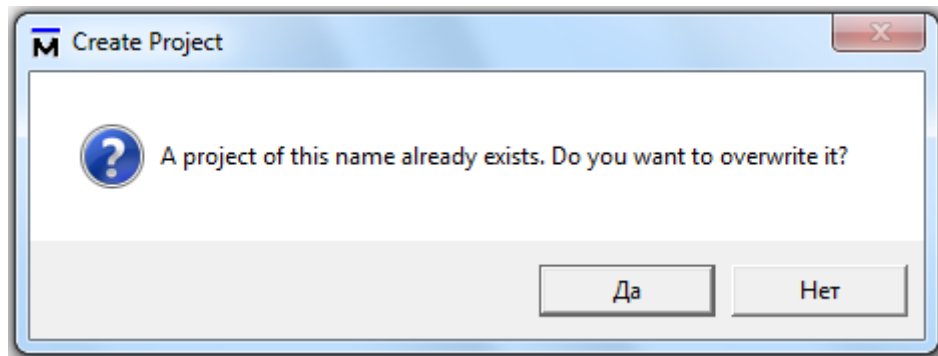 Create Project
A project of this name already exists. Do you want to overwrite it?
Да
Нет